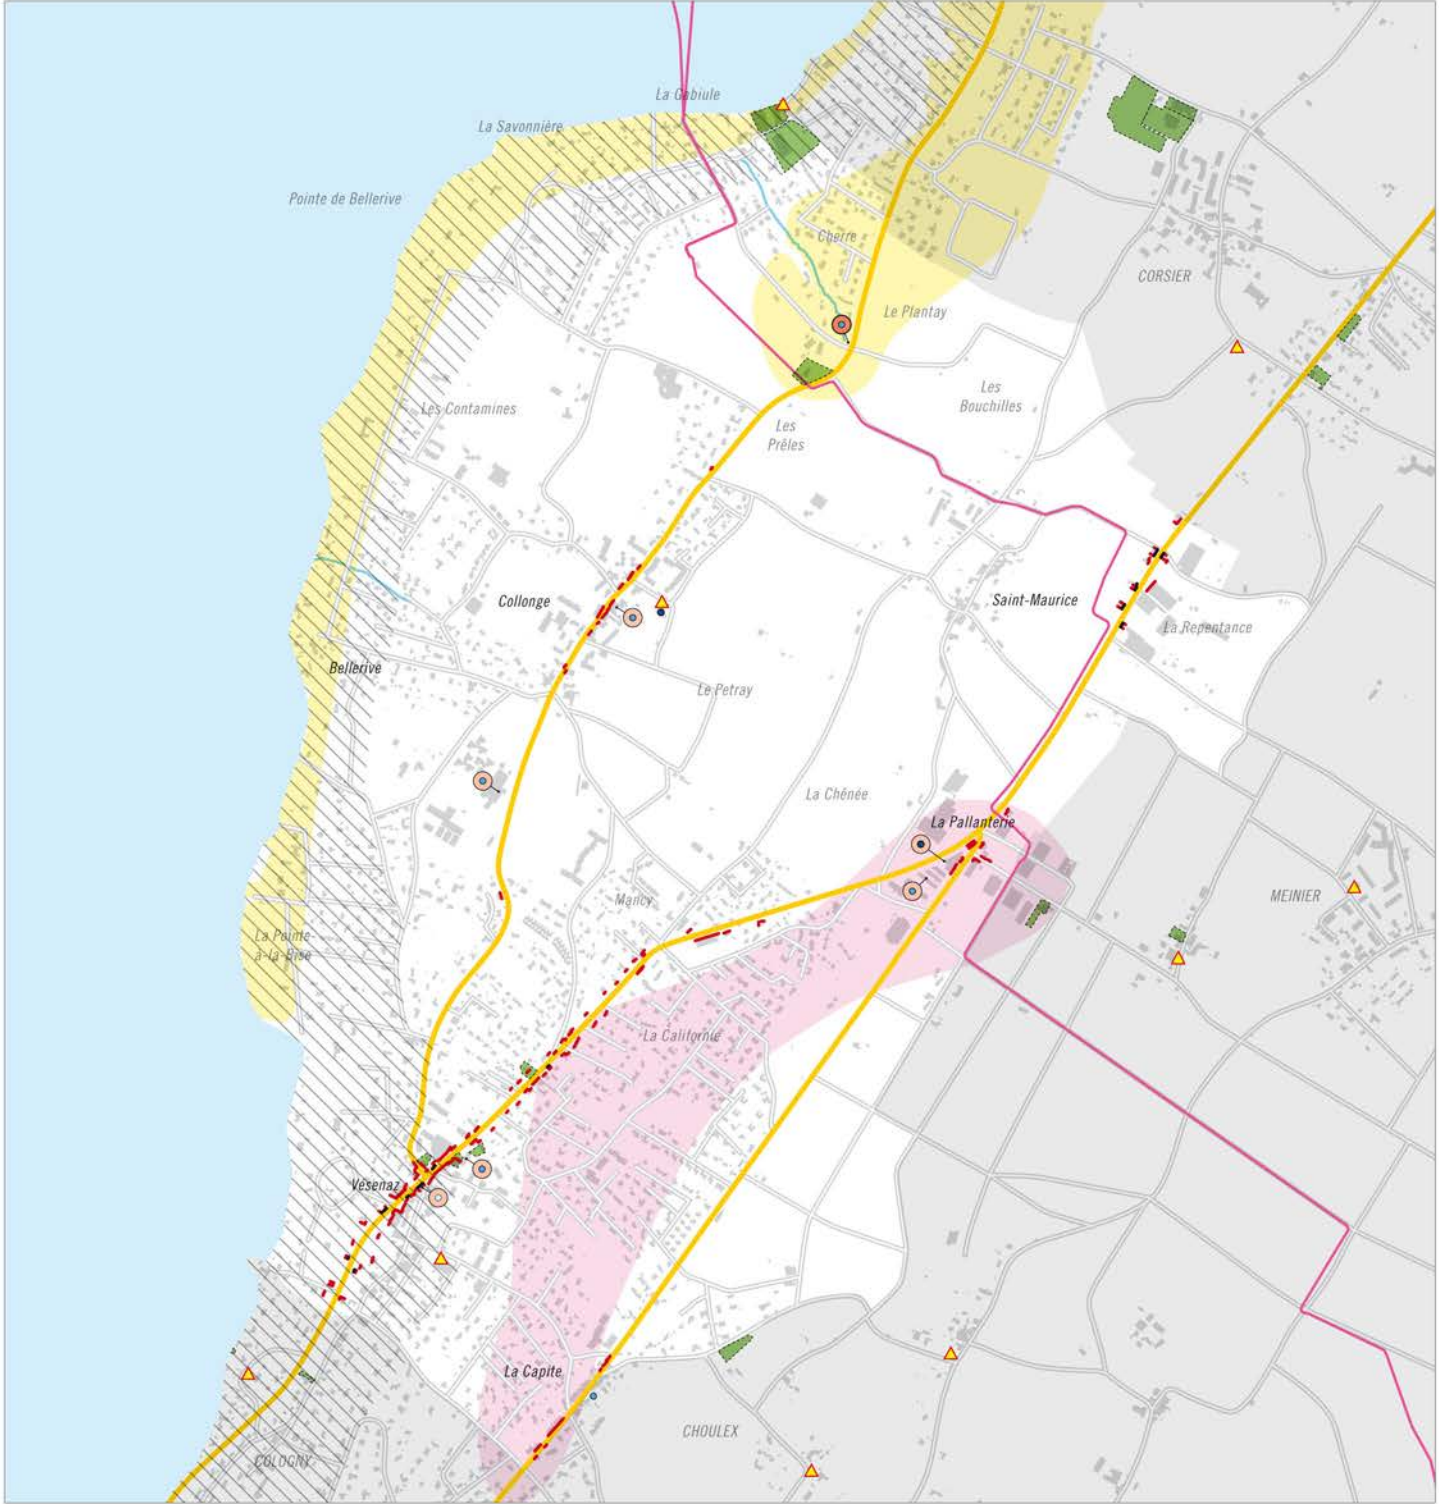 La Gabiule
La Savonnière
Pointe de Bellerive
Cherre
CORSIER
Le Plantay
Les
Bouchilles
Les Contamines
Les
Prêles
Collonge
Saint-Maurice
La Repentance
Bellerive
Le Petray
La Chênée
La Pallanterie
Mancy
MEINIER
La Pointe-
à-la-Bise
La Californie
Vésenaz
La Capite
CHOULEX
COLOGNY